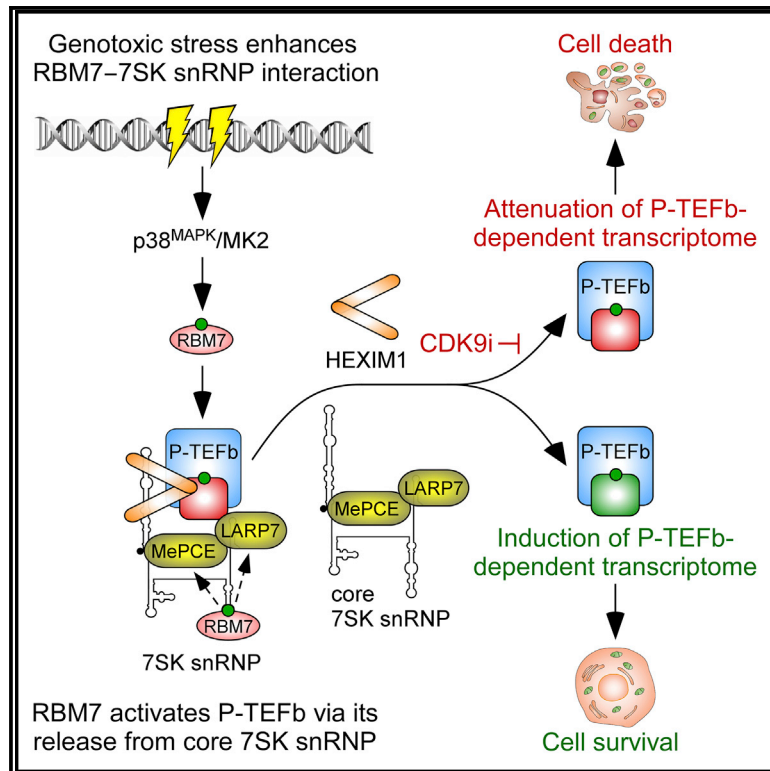 Genotoxic stress enhances
RBM7–7SK snRNP interaction
p38MAPK/MK2
RBM7
P-TEFb
LARP7
MePCE
RBM7
7SK snRNP
RBM7 activates P-TEFb via its
release from core 7SK snRNP
HEXIM1
CDK9i
LARP7
MePCE
core
7SK snRNP
Cell death
Attenuation of P-TEFb-
dependent transcriptome
P-TEFb
P-TEFb
Induction of P-TEFb-
dependent transcriptome
Cell survival